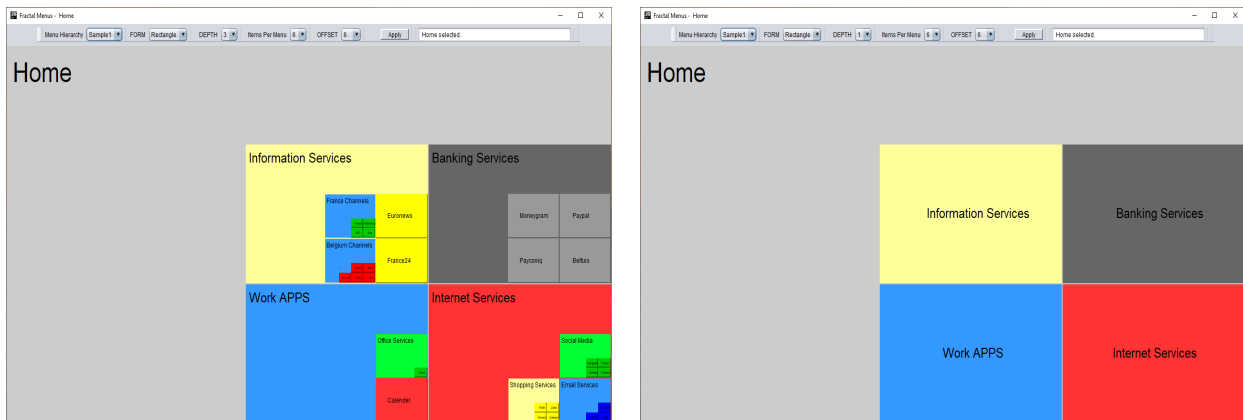 Fractal Menus - Home
Menu Hierarchy Sample1 FORM Rectangle DEPTH 3 Items Per Menu 6 OFFSET 6 Apply Home selected.
Home
Information Services
Banking Services
France Channels
Euronews
Moneygram
Paypal
Belgium Channels
France24
Payconiq
Belfuis
Work APPS
Internet Services
Office Services
Social Media
Calender
Shopping Services
Email Services
Fractal Menus - Home
Menu Hierarchy Sample1 FORM Rectangle DEPTH 1 Items Per Menu 6 OFFSET 6 Apply Home selected.
Home
Information Services
Banking Services
Work APPS
Internet Services